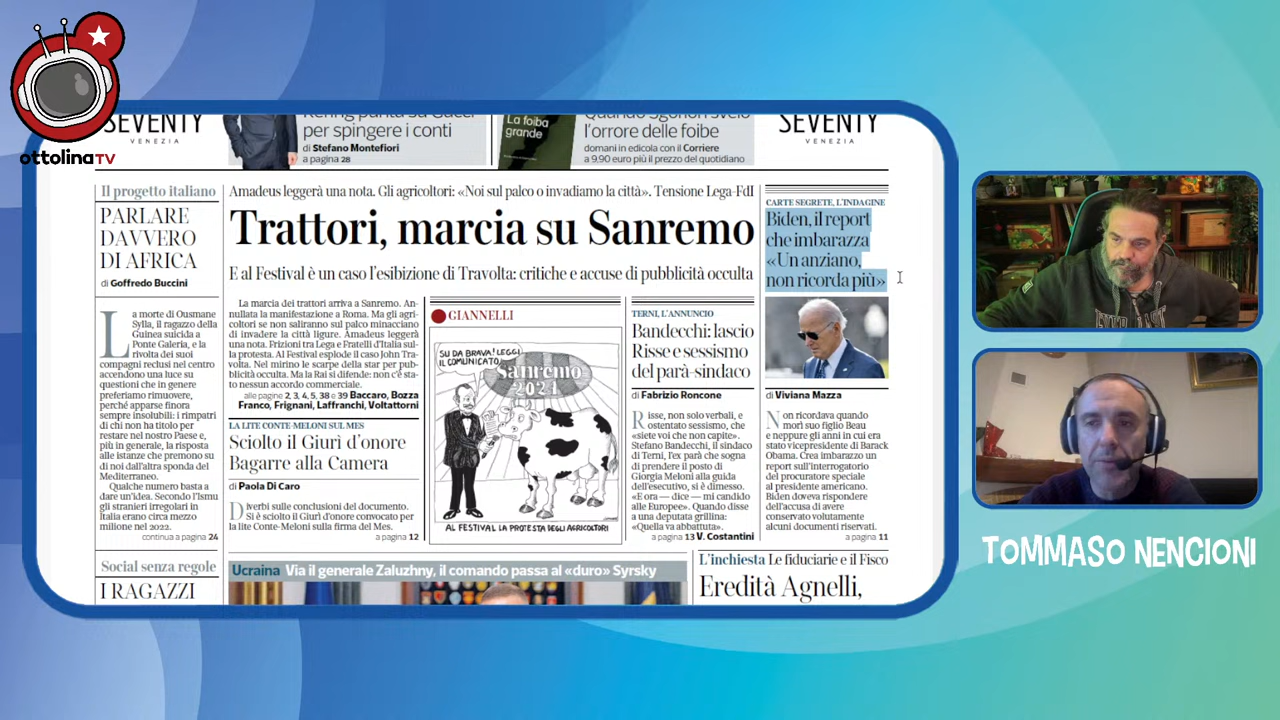 ottolinaTV
SEVENTY
VENEZIA
Kering punta su Gucci
per spingere i conti
di Stefano Montefiori
a pagina 28
La foiba
grande
Quando Sgorlon svelò
l'orrore delle foibe
domani in edicola con il Corriere
a 9.90 euro più il prezzo del quotidiano
SEVENTY
VENEZIA
Il progetto italiano
PARLARE
DAVVERO
DI AFRICA
di Goffredo Buccini
La morte di Ousmane
Sylla, il ragazzo della
Guinea suicida a
Ponte Galeria, e la
rivolta dei suoi
compagni reclusi nel centro
accendono una luce su
questioni che in genere
preferiamo rimuovere,
perché apparse finora
sempre insolubili: i rimpatri
di chi non ha titolo per
restare nel nostro Paese e,
più in generale, la risposta
alle istanze che premono su
di noi dall'altra sponda del
Mediterraneo.
Qualche numero basta a
dare un'idea. Secondo l'Ismu
gli stranieri irregolari in
Italia erano circa mezzo
milione nel 2022.
continua a pagina 24
Social senza regole
I RAGAZZI
Amadeus leggerà una nota. Gli agricoltori: «Noi sul palco o invadiamo la città». Tensione Lega-FdI
Trattori, marcia su Sanremo
E al Festival è un caso l'esibizione di Travolta: critiche e accuse di pubblicità occulta
La marcia dei trattori arriva a Sanremo. An-
nullata la manifestazione a Roma. Ma gli agri-
coltori se non saliranno sul palco minacciano
di invadere la città ligure. Amadeus leggerà
una nota. Frizioni tra Lega e Fratelli d'Italia sul-
la protesta. Al Festival esplode il caso John Tra-
volta. Nel mirino le scarpe della star per pub-
blicità occulta. Ma la Rai si difende: non c'è sta-
to nessun accordo commerciale.
alle pagine 2, 3, 4, 5, 38 e 39 Baccaro, Bozza
Franco, Frignani, Laffranchi, Voltattorni
LA LITE CONTE-MELONI SUL MES
Sciolto il Giurì d'onore
Bagarre alla Camera
di Paola Di Caro
Diverbi sulle conclusioni del documento.
Si è sciolto il Giurì d'onore convocato per
la lite Conte-Meloni sulla firma del Mes.
a pagina 12
GIANNELLI
SU DA BRAVA! LEGGI
IL COMUNICATO.
Sanremo
2024
AL FESTIVAL LA PROTESTA DEGLI AGRICOLTORI
TERNI, L'ANNUNCIO
Bandecchi: lascio
Risse e sessismo
del parà-sindaco
di Fabrizio Roncone
Risse, non solo verbali, e
ostentato sessismo, che
«siete voi che non capite».
Stefano Bandecchi, il sindaco
di Terni, l'ex parà che sogna
di prendere il posto di
Giorgia Meloni alla guida
dell'esecutivo, si è dimesso.
«E ora — dice — mi candido
alle Europee». Quando disse
a una deputata grillina:
«Quella va abbattuta».
a pagina 13 V. Costantini
CARTE SEGRETE, L'INDAGINE
Biden, il report
che imbarazza
«Un anziano,
non ricorda più»
di Viviana Mazza
Non ricordava quando
morì suo figlio Beau
e neppure gli anni in cui era
stato vicepresidente di Barack
Obama. Crea imbarazzo un
report sull'interrogatorio
del procuratore speciale
al presidente americano.
Biden doveva rispondere
dell'accusa di avere
conservato volutamente
alcuni documenti riservati.
a pagina 11
Ucraina Via il generale Zaluzhny, il comando passa al «duro» Syrsky
L'inchiesta Le fiduciarie e il Fisco
Eredità Agnelli,
EVERLAST
TOMMASO NENCIONI